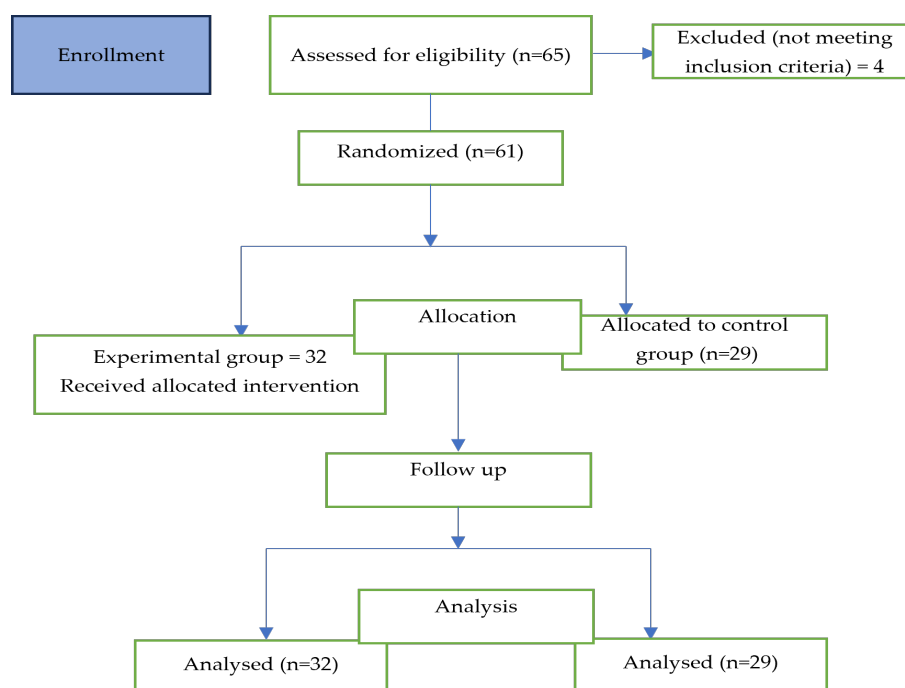 Enrollment
Assessed for eligibility (n=65)
Excluded (not meeting
inclusion criteria) = 4
Randomized (n=61)
Allocation
Experimental group = 32
Received allocated intervention
Allocated to control
group (n=29)
Follow up
Analysis
Analysed (n=32)
Analysed (n=29)